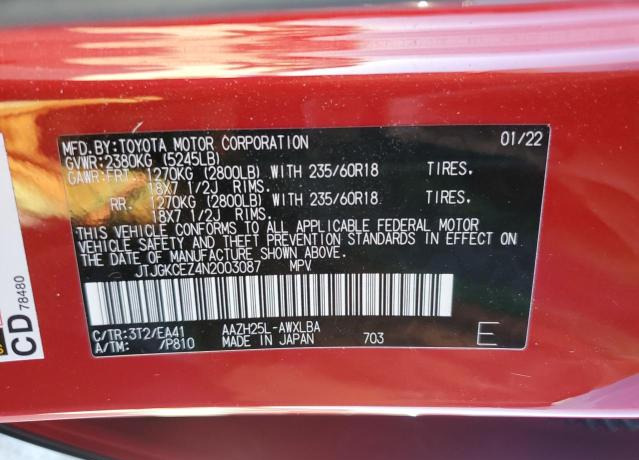 MFD.BY:TOYOTA MOTOR CORPORATION 01/22
GVWR:2380KG (5245LB)
GAWR:FRT. 1270KG (2800LB) WITH 235/60R18 TIRES.
18X7 1/2J RIMS.
RR. 1270KG (2800LB) WITH 235/60R18 TIRES.
18X7 1/2J RIMS.
THIS VEHICLE CONFORMS TO ALL APPLICABLE FEDERAL MOTOR
VEHICLE SAFETY AND THEFT PREVENTION STANDARDS IN EFFECT
ON THE DATE OF MANUFACTURE SHOWN ABOVE.
JTJGKCEZ4N2003087 MPV
C/TR:3T2/EA41 AAZH25L-AWXLBA
A/TM: /P810 MADE IN JAPAN 703 E
CD 78480